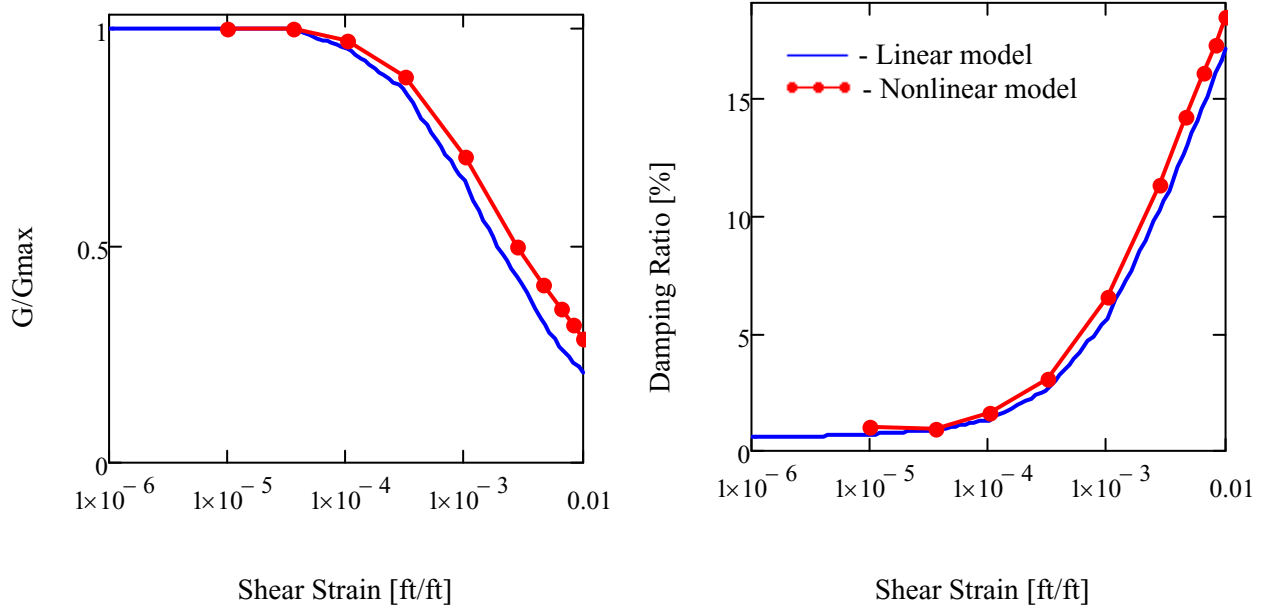 G/Gmax
1
0.5
0
1×10⁻⁶
1×10⁻⁵
1×10⁻⁴
1×10⁻³
0.01
Shear Strain [ft/ft]
Damping Ratio [%]
15
10
5
0
- Linear model
- Nonlinear model
1×10⁻⁶
1×10⁻⁵
1×10⁻⁴
1×10⁻³
0.01
Shear Strain [ft/ft]